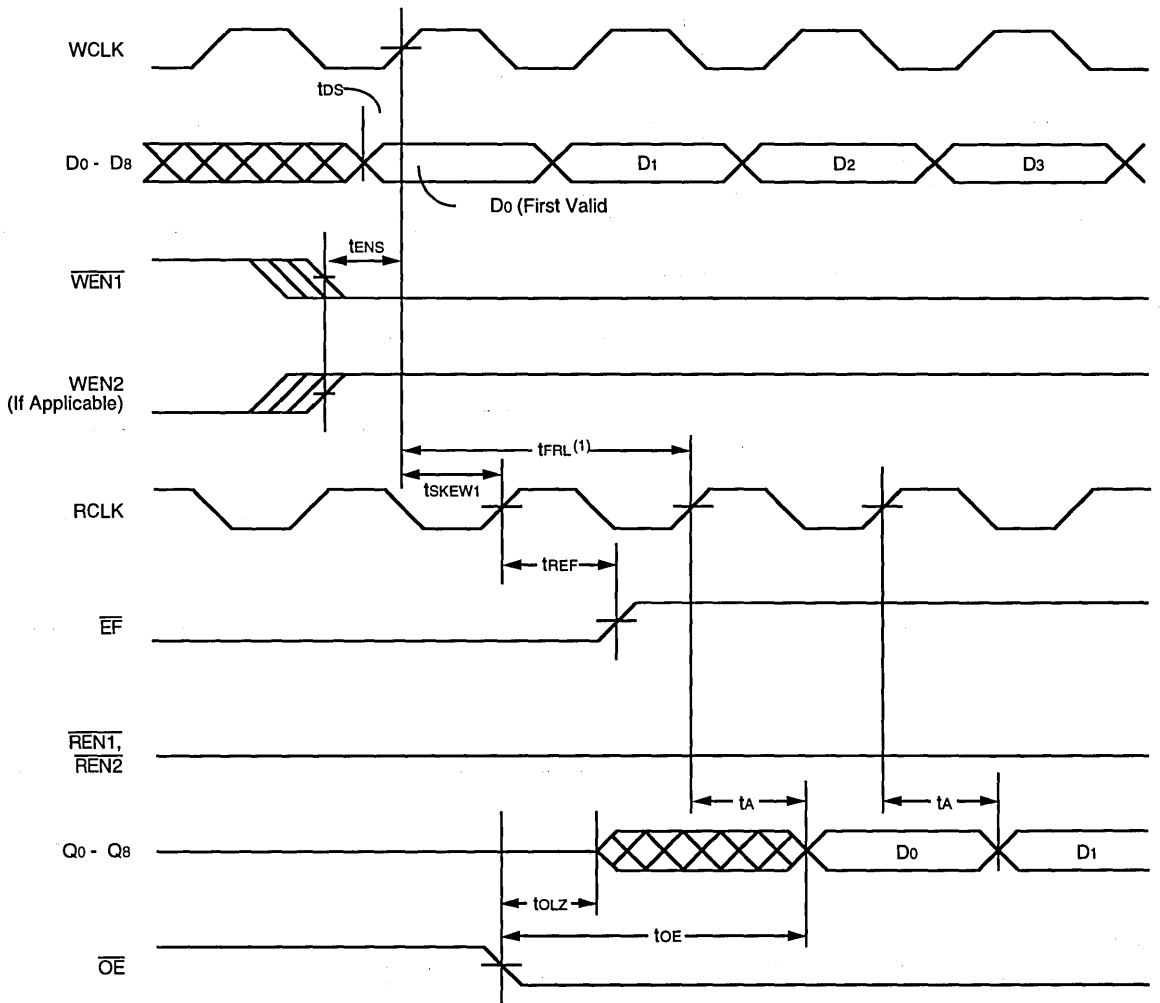 WCLK
tDS
D0 - D8
D1
D2
D3
D0 (First Valid
tENS
WEN1
WEN2
(If Applicable)
tFRL(1)
tSKEW1
RCLK
tREF
EF
REN1,
REN2
tA
tA
Q0 - Q8
D0
D1
tOLZ
tOE
OE